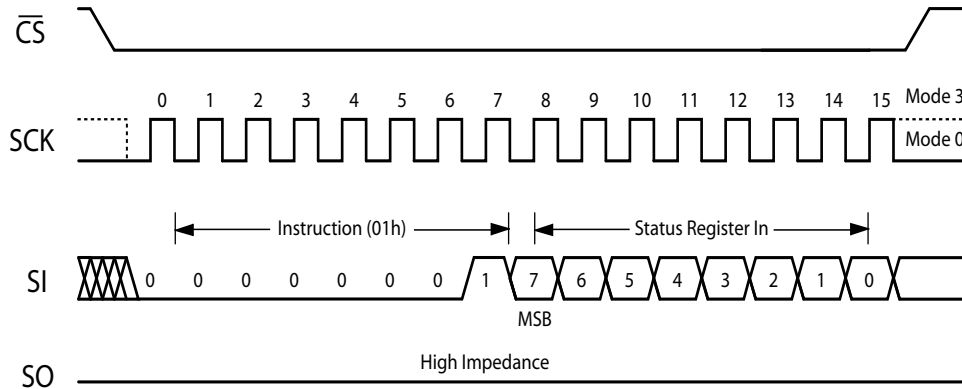 CS
0 1 2 3 4 5 6 7 8 9 10 11 12 13 14 15 Mode 3
SCK
Mode 0
Instruction (01h) Status Register In
SI 0 0 0 0 0 0 0 1 7 6 5 4 3 2 1 0
MSB
High Impedance
SO